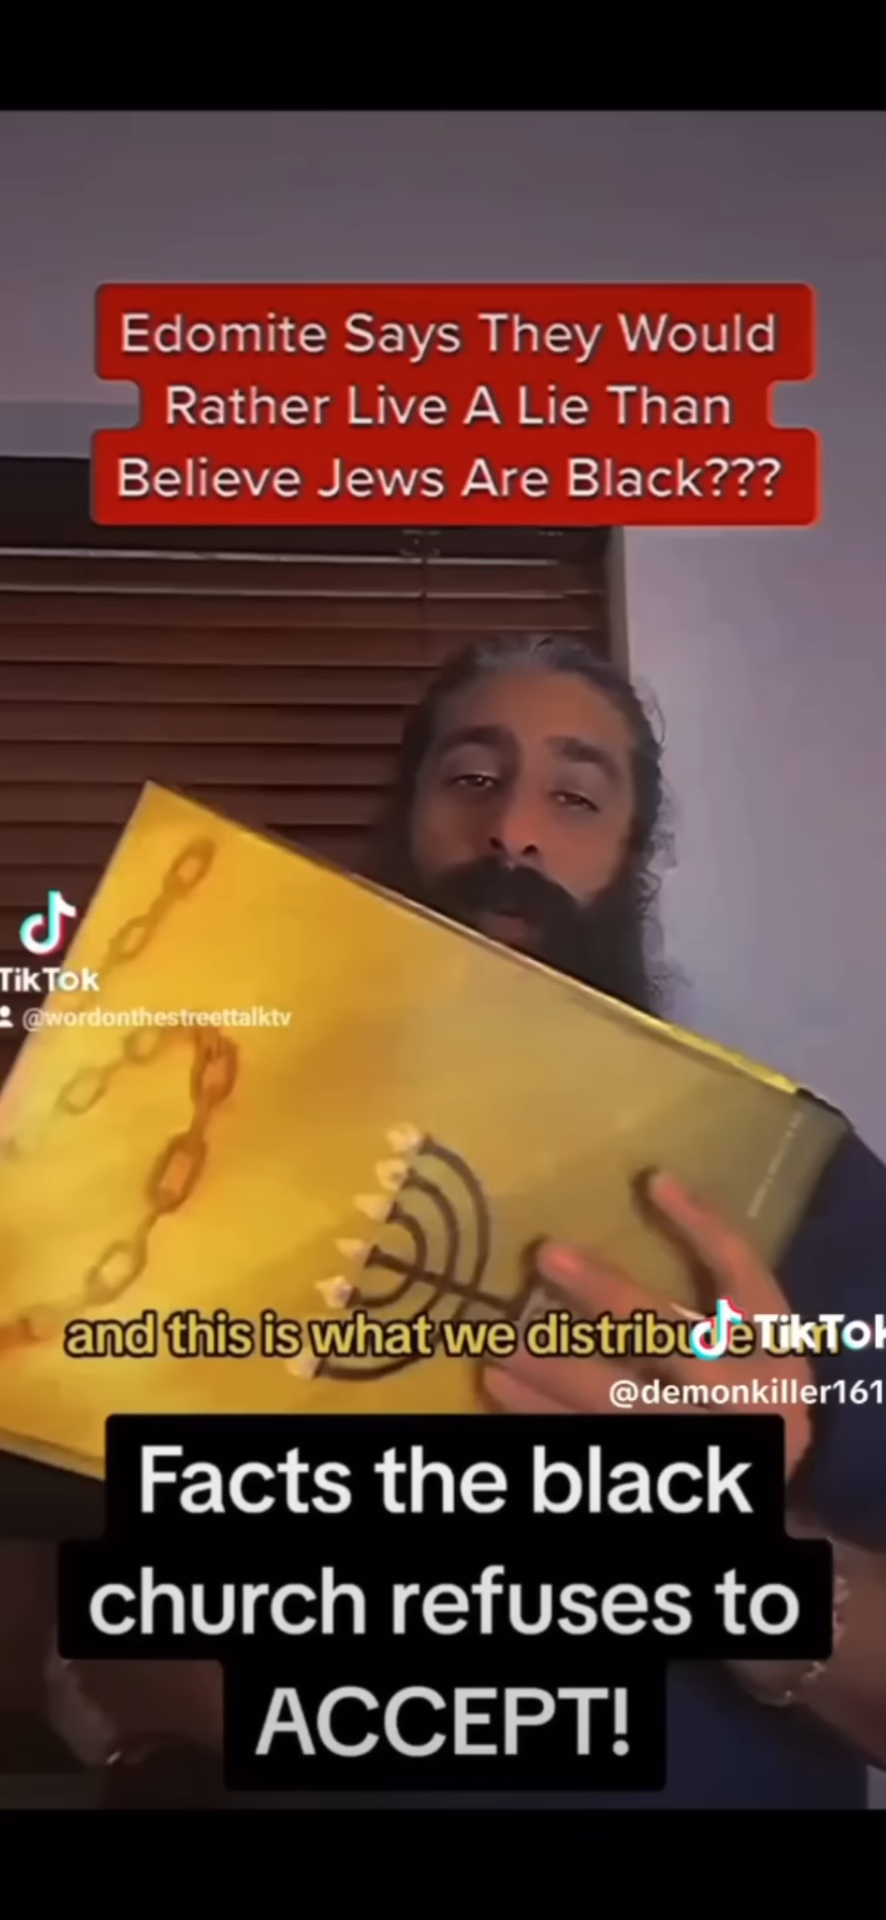 Edomite Says They Would
Rather Live A Lie Than
Believe Jews Are Black???
TikTok
@wordonthestreettalktv
and this is what we distribute
TikTok
@demonkiller161
Facts the black
church refuses to
ACCEPT!